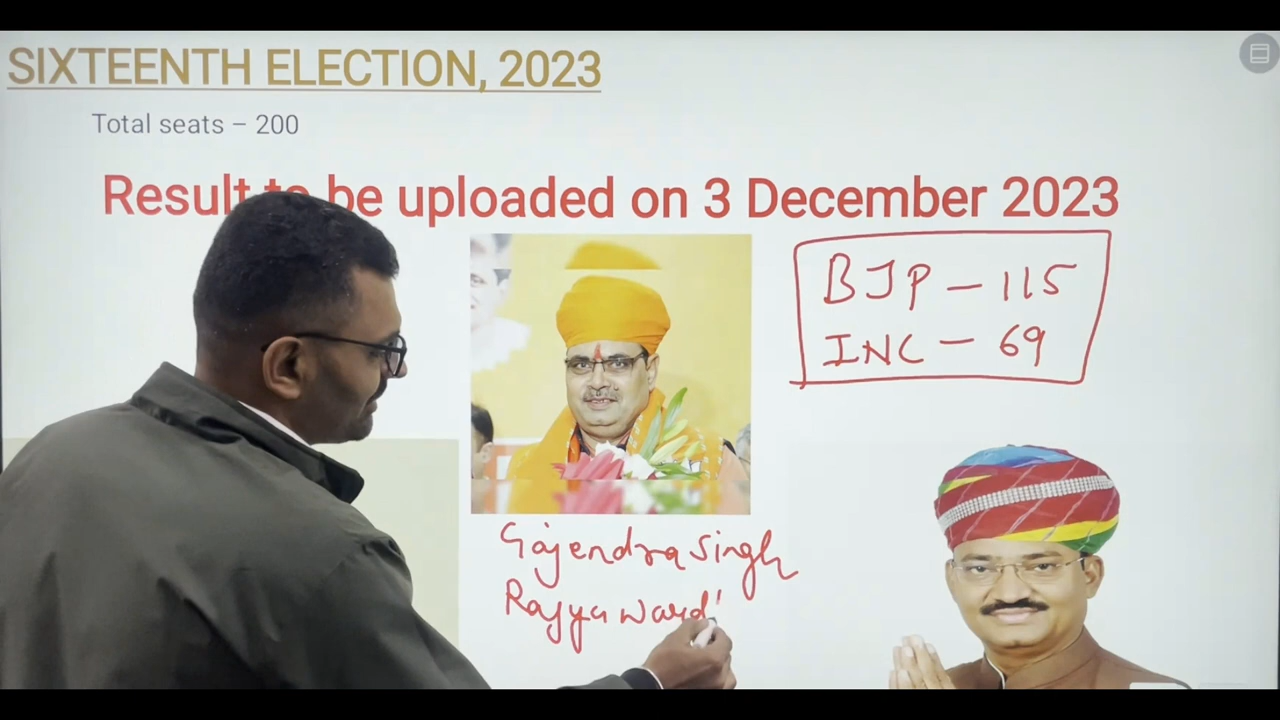 SIXTEENTH ELECTION, 2023
Total seats – 200
Result to be uploaded on 3 December 2023
BJP – 115
INC – 69
Gajendra Singh
Rajyaward